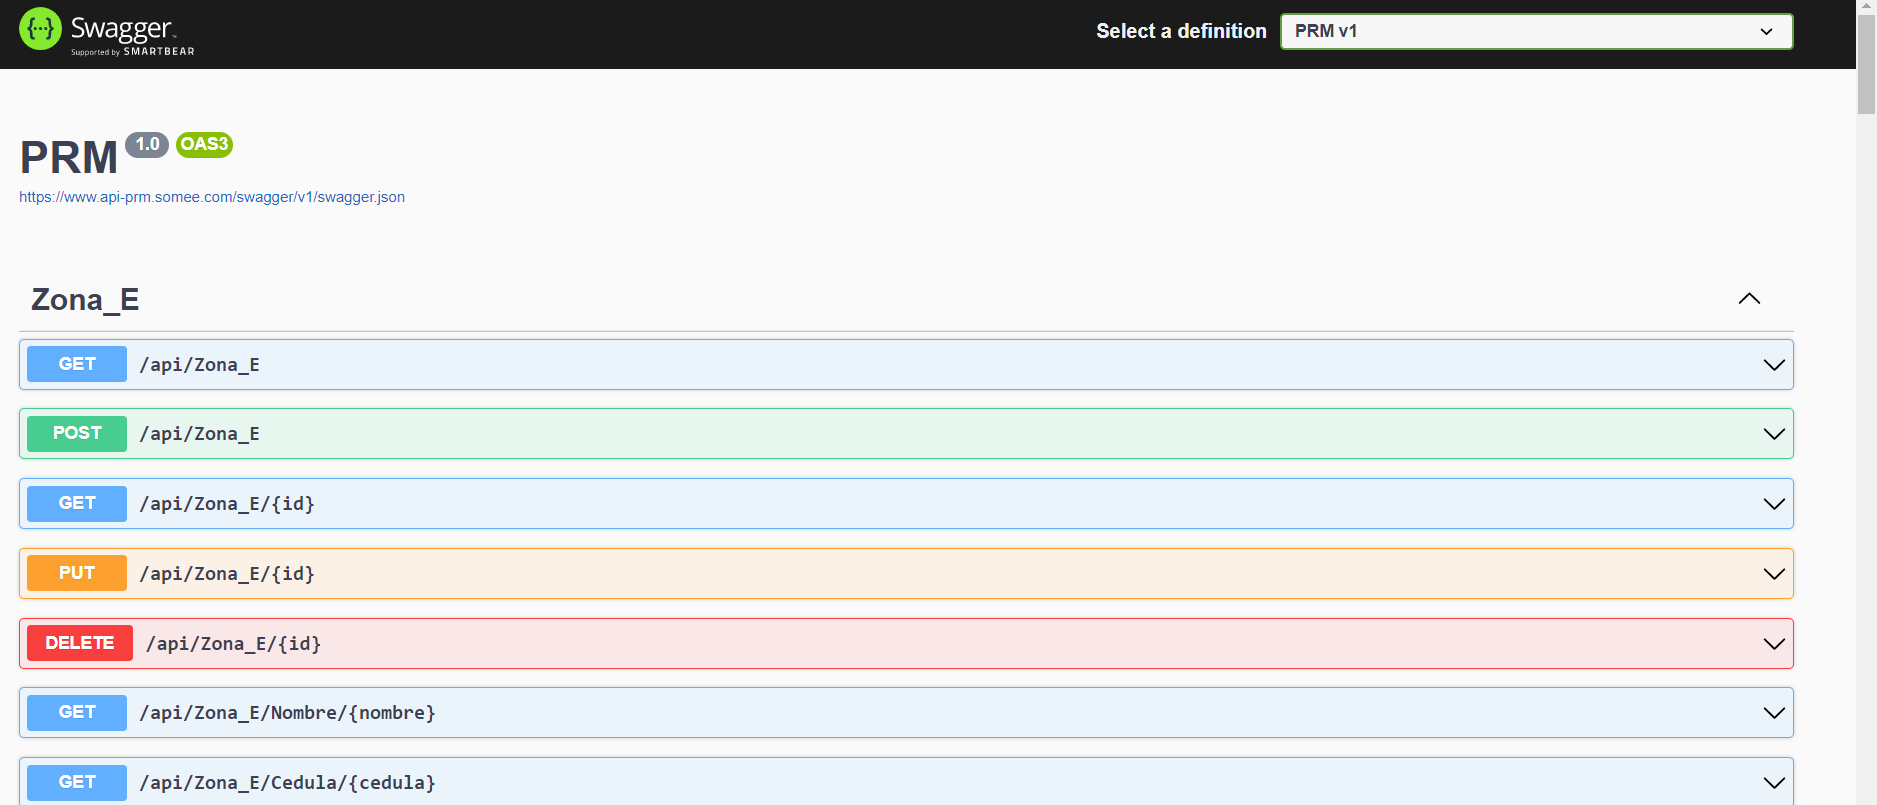 Swagger
Supported by SMARTBEAR
Select a definition
PRM v1
PRM 1.0 OAS3
https://www.api-prm.somee.com/swagger/v1/swagger.json
Zona_E
GET /api/Zona_E
POST /api/Zona_E
GET /api/Zona_E/{id}
PUT /api/Zona_E/{id}
DELETE /api/Zona_E/{id}
GET /api/Zona_E/Nombre/{nombre}
GET /api/Zona_E/Cedula/{cedula}